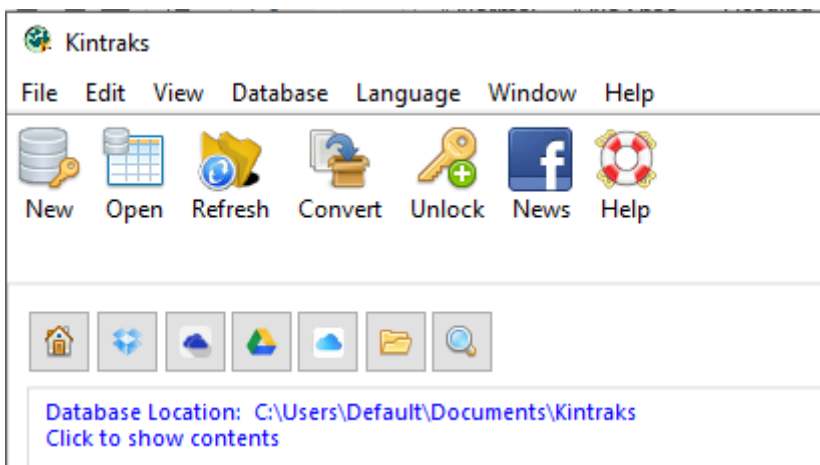 Kintraks
File Edit View Database Language Window Help
New Open Refresh Convert Unlock News Help
Database Location: C:\Users\Default\Documents\Kintraks
Click to show contents